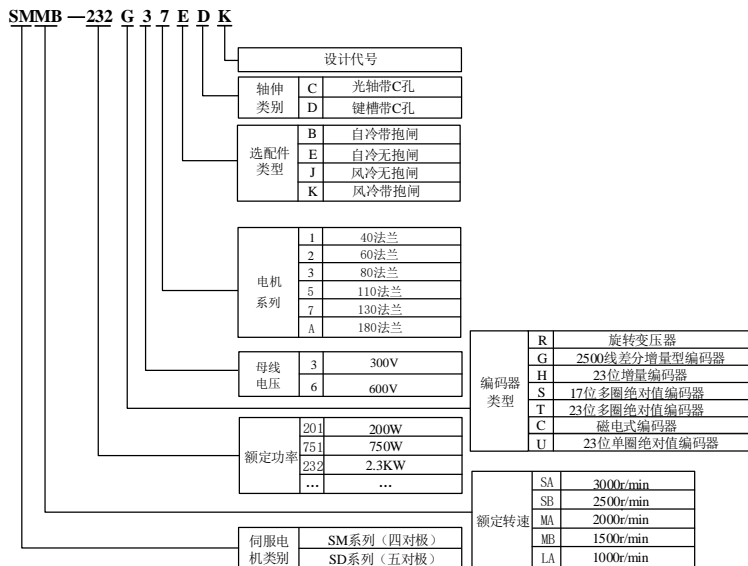 SMMB—232 G 3 7 E D K
设计代号
轴伸类别
C 光轴带C孔
D 键槽带C孔
选配件类型
B 自冷带抱闸
E 自冷无抱闸
J 风冷无抱闸
K 风冷带抱闸
电机系列
1 40法兰
2 60法兰
3 80法兰
5 110法兰
7 130法兰
A 180法兰
母线电压
3 300V
6 600V
编码器类型
R 旋转变压器
G 2500线差分增量型编码器
H 23位增量编码器
S 17位多圈绝对值编码器
T 23位多圈绝对值编码器
C 磁电式编码器
U 23位单圈绝对值编码器
额定功率
201 200W
751 750W
232 2.3KW
... ...
额定转速
SA 3000r/min
SB 2500r/min
MA 2000r/min
MB 1500r/min
LA 1000r/min
伺服电机类别
SM系列（四对极）
SD系列（五对极）